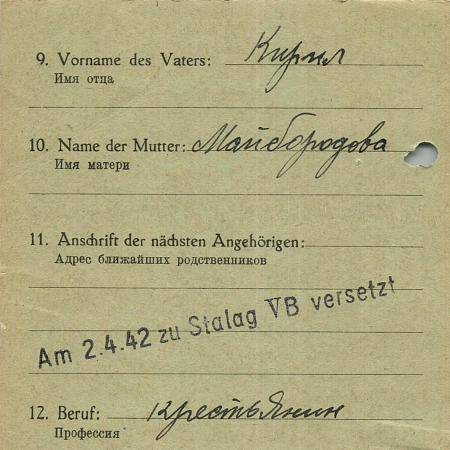 9. Vorname des Vaters: Кирил
Имя отца
10. Name der Mutter: Майбородова
Имя матери
11. Anschrift der nächsten Angehörigen:
Адрес ближайших родственников
Am 2.4.42 zu Stalag VB versetzt
12. Beruf: крестьянин
Профессия